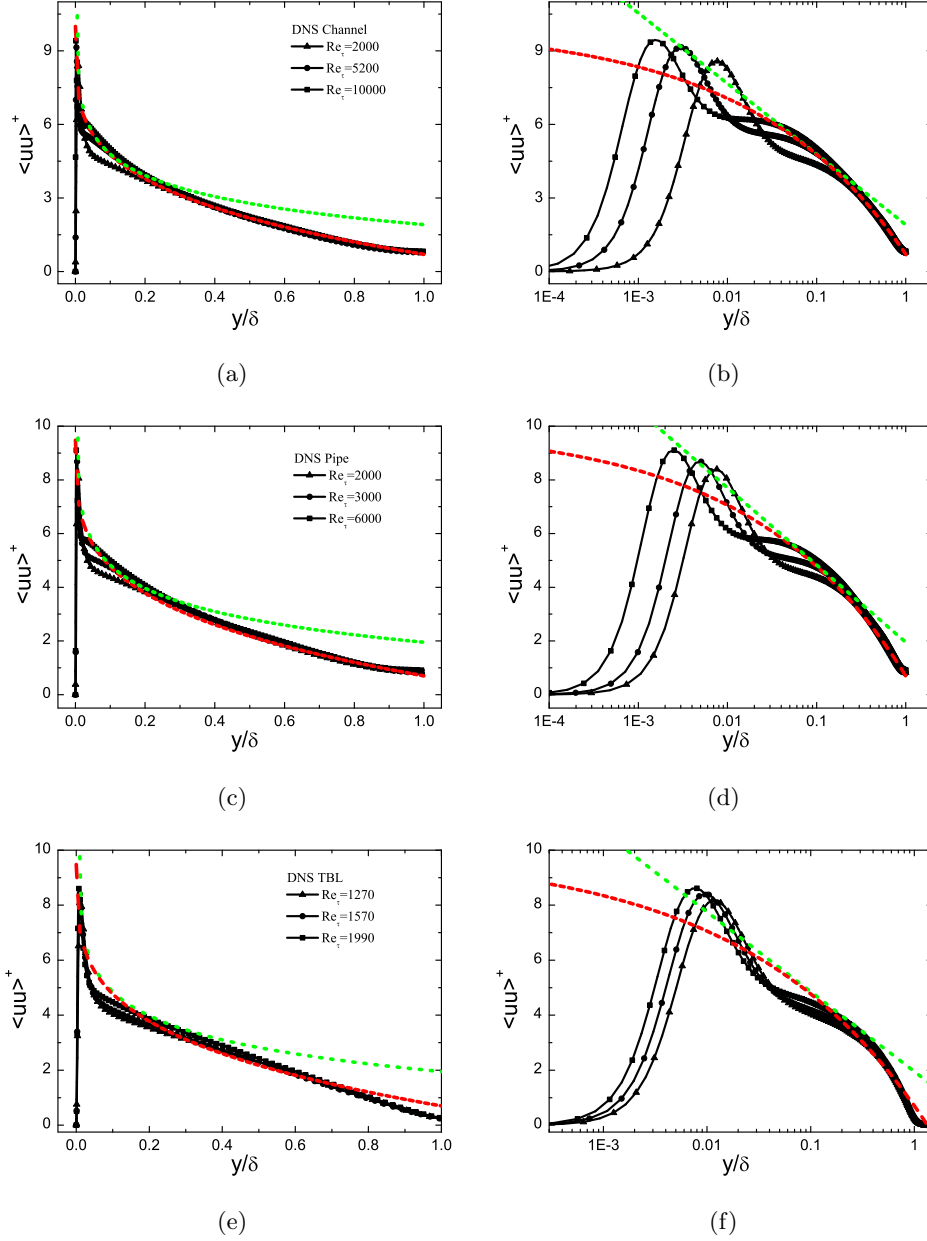 DNS Channel
Re_τ=2000
Re_τ=5200
Re_τ=10000
<uu>⁺
9
6
3
0
0.0 0.2 0.4 0.6 0.8 1.0
y/δ
(a)
<uu>⁺
9
6
3
0
1E-4 1E-3 0.01 0.1 1
y/δ
(b)
DNS Pipe
Re_τ=2000
Re_τ=3000
Re_τ=6000
<uu>⁺
10
8
6
4
2
0
0.0 0.2 0.4 0.6 0.8 1.0
y/δ
(c)
<uu>⁺
10
8
6
4
2
0
1E-4 1E-3 0.01 0.1 1
y/δ
(d)
DNS TBL
Re_τ=1270
Re_τ=1570
Re_τ=1990
<uu>⁺
10
8
6
4
2
0
0.0 0.2 0.4 0.6 0.8 1.0
y/δ
(e)
<uu>⁺
10
8
6
4
2
0
1E-3 0.01 0.1 1
y/δ
(f)